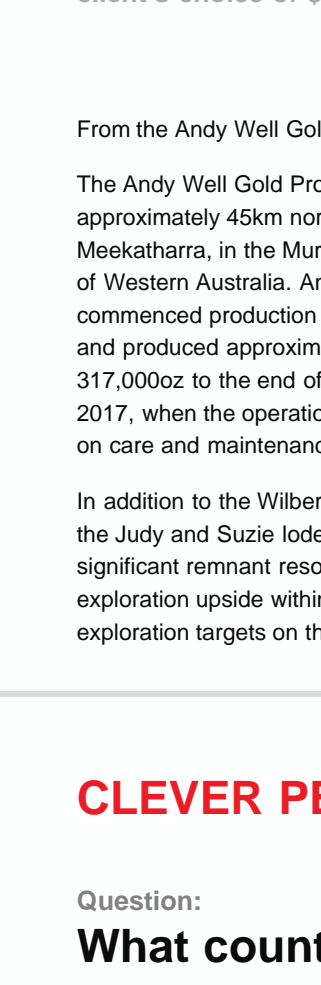 From the Andy Well Gol
The Andy Well Gold Pro
approximately 45km nor
Meekatharra, in the Mur
of Western Australia. An
commenced production
and produced approxim
317,000oz to the end of
2017, when the operatio
on care and maintenanc
In addition to the Wilber
the Judy and Suzie lode
significant remnant reso
exploration upside within
exploration targets on th
CLEVER PE
Question:
What count